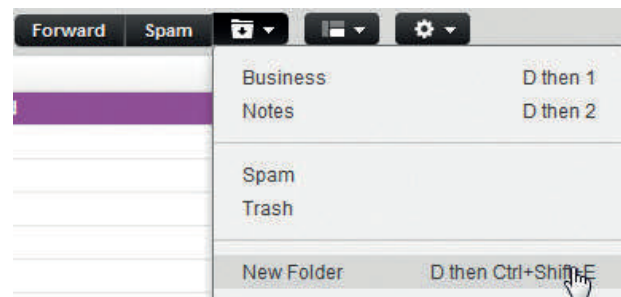 Forward Spam
Business D then 1
Notes D then 2
Spam
Trash
New Folder D then Ctrl+Shift+E